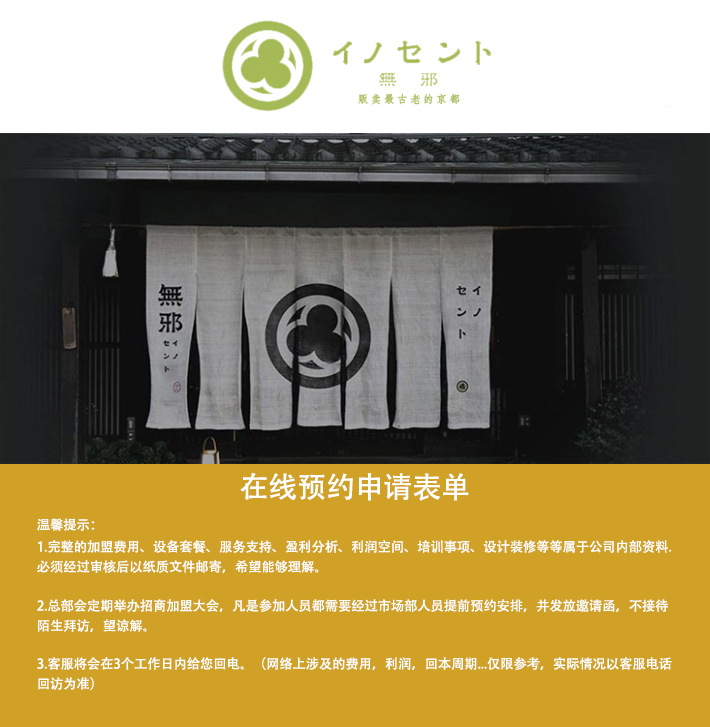 イノセント
無邪
販卖最古老的京都
無邪
イノ
セント
イノ
セント
在线预约申请表单
温馨提示：
1.完整的加盟费用、设备套餐、服务支持、盈利分析、利润空间、培训事项、设计装修等等属于公司内部资料.
必须经过审核后以纸质文件邮寄，希望能够理解。
2.总部会定期举办招商加盟大会，凡是参加人员都需要经过市场部人员提前预约安排，并发放邀请函，不接待
陌生拜访，望谅解。
3.客服将会在3个工作日内给您回电。（网络上涉及的费用，利润，回本周期...仅限参考，实际情况以客服电话
回访为准）